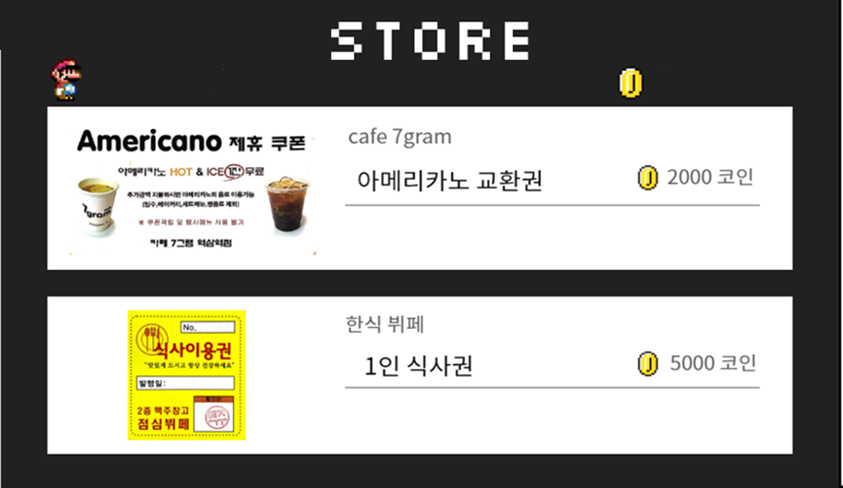 STORE
Americano 제휴 쿠폰
아메리카노 HOT & ICE 1잔 무료
추가금액 지불하시면 아메리카노외 음료 이용가능
(빙수,베이커리,세트메뉴,병음료 제외)
※ 쿠폰적립 및 행사메뉴 사용 불가
카페 7그램 역삼역점
7gram
cafe 7gram
아메리카노 교환권
2000 코인
No.
식사이용권
"맛있게 드시고 항상 건강하세요"
발행일:
2층 맥주창고
점심뷔페
한식 뷔페
1인 식사권
5000 코인